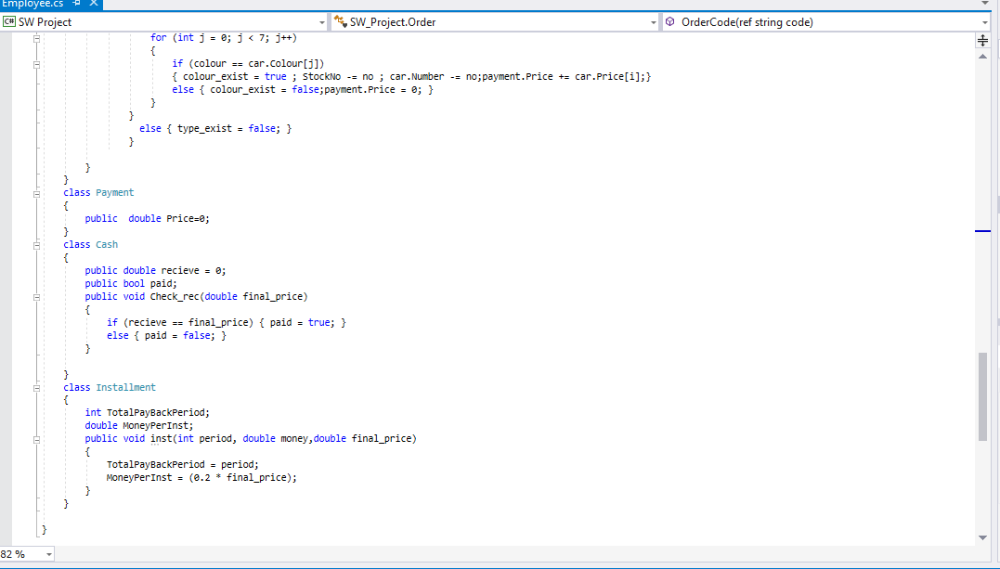 Employee.cs
C# SW Project SW_Project.Order OrderCode(ref string code)
for (int j = 0; j < 7; j++)
{
if (colour == car.Colour[j])
{ colour_exist = true ; StockNo -= no ; car.Number -= no;payment.Price += car.Price[i];}
else { colour_exist = false;payment.Price = 0; }
}
}
else { type_exist = false; }
}
}
}
class Payment
{
public double Price=0;
}
class Cash
{
public double recieve = 0;
public bool paid;
public void Check_rec(double final_price)
{
if (recieve == final_price) { paid = true; }
else { paid = false; }
}
}
class Installment
{
int TotalPayBackPeriod;
double MoneyPerInst;
public void inst(int period, double money,double final_price)
{
TotalPayBackPeriod = period;
MoneyPerInst = (0.2 * final_price);
}
}
}
82 %